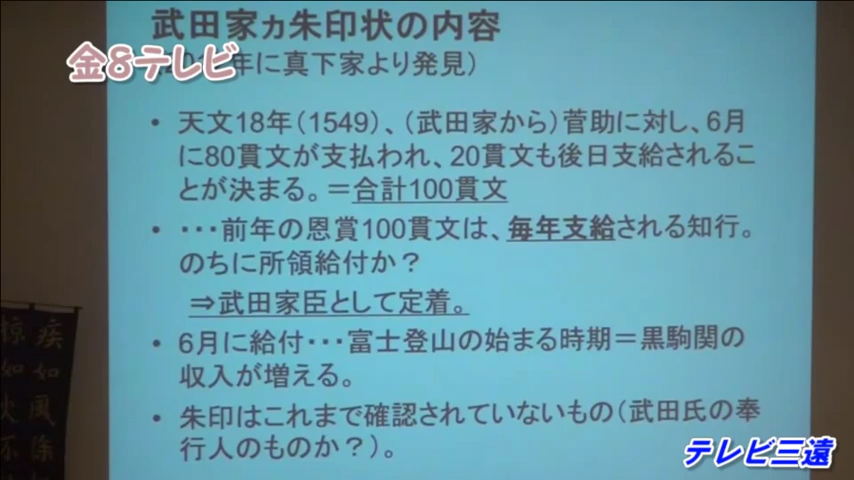 武田家ヵ朱印状の内容
年に真下家より発見)
金8テレビ
・ 天文18年(1549)、(武田家から)菅助に対し、6月
に80貫文が支払われ、20貫文も後日支給されるこ
とが決まる。＝合計100貫文
・ ・・・前年の恩賞100貫文は、毎年支給される知行。
のちに所領給付か？
⇒武田家臣として定着。
・ 6月に給付・・・富士登山の始まる時期＝黒駒関の
収入が増える。
・ 朱印はこれまで確認されていないもの(武田氏の奉
行人のものか？)。
疾如風徐
掠如火不
テレビ三遠